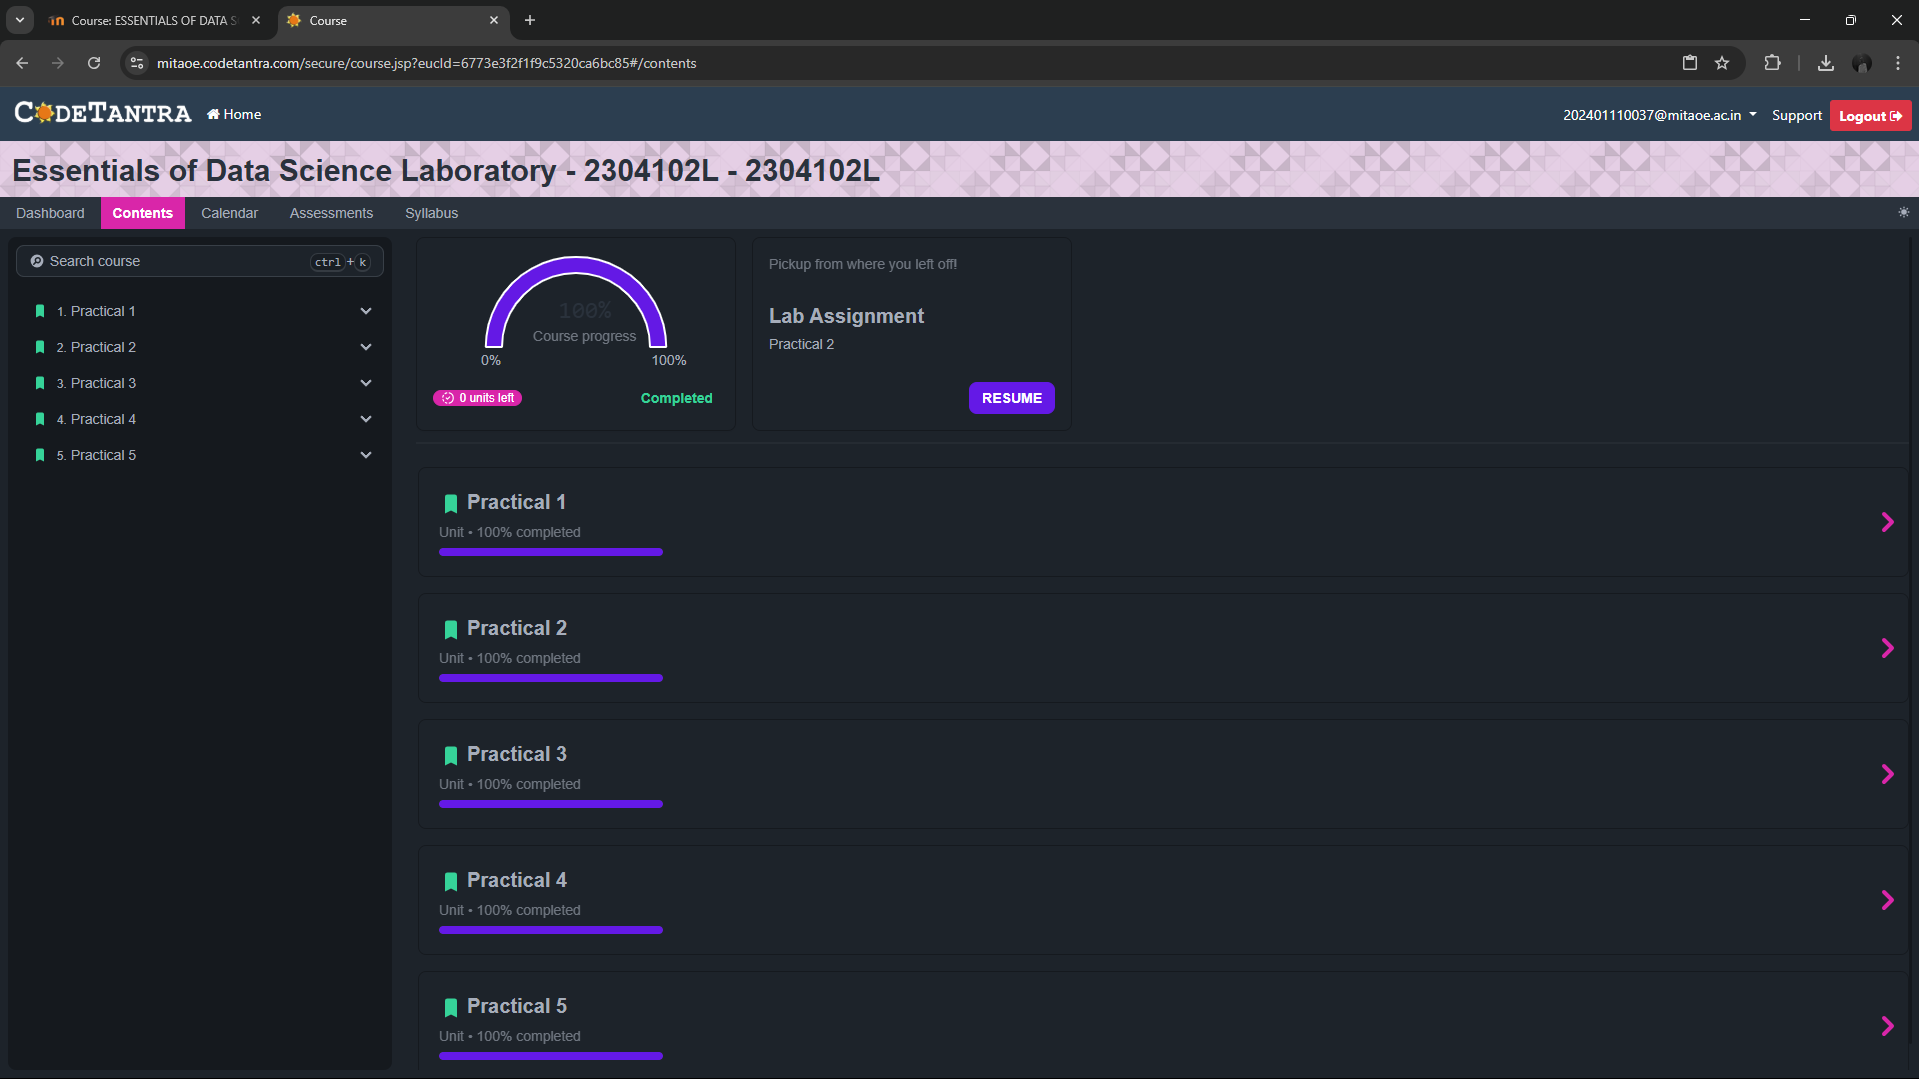 Course: ESSENTIALS OF DATA S
Course
mitaoe.codetantra.com/secure/course.jsp?eucId=6773e3f2f1f9c5320ca6bc85#/contents
CODETANTRA
Home
202401110037@mitaoe.ac.in
Support
Logout
Essentials of Data Science Laboratory - 2304102L - 2304102L
Dashboard
Contents
Calendar
Assessments
Syllabus
Search course
ctrl + k
1. Practical 1
2. Practical 2
3. Practical 3
4. Practical 4
5. Practical 5
100%
Course progress
0%
100%
0 units left
Completed
Pickup from where you left off!
Lab Assignment
Practical 2
RESUME
Practical 1
Unit • 100% completed
Practical 2
Unit • 100% completed
Practical 3
Unit • 100% completed
Practical 4
Unit • 100% completed
Practical 5
Unit • 100% completed